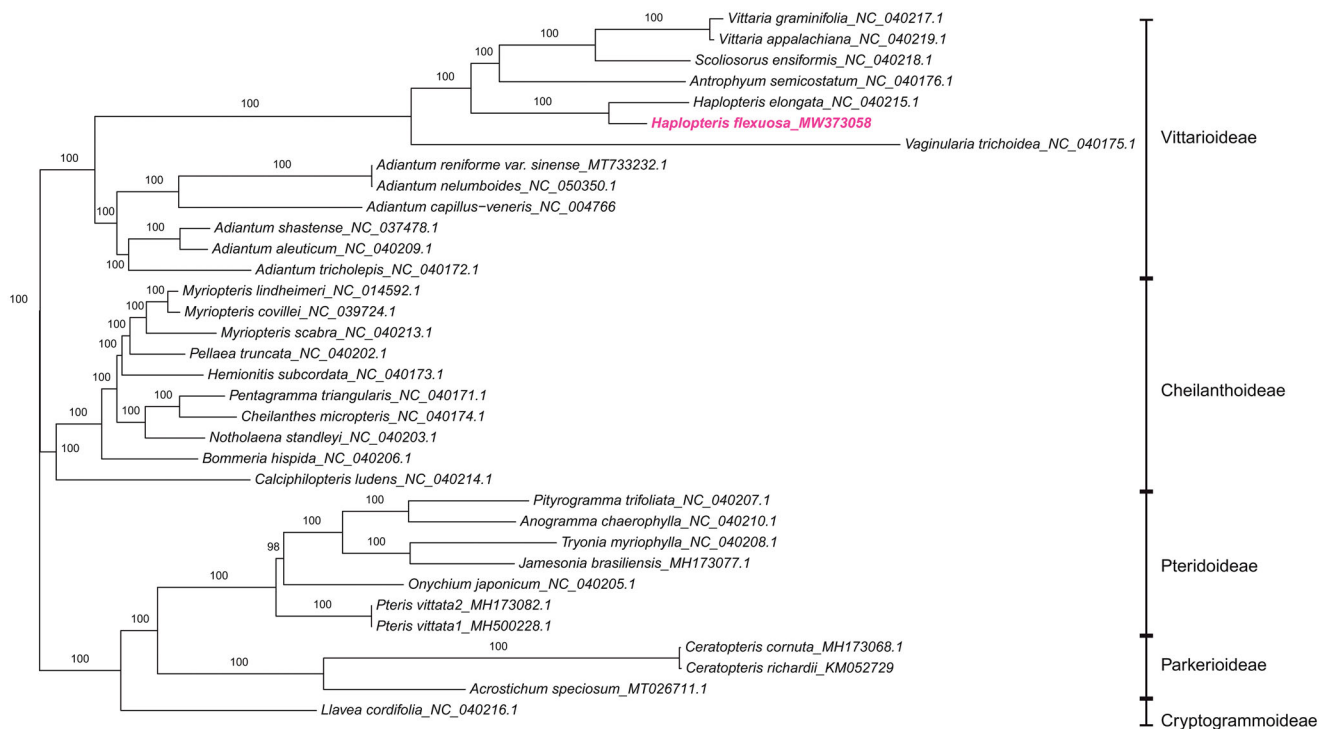 100
Vittaria graminifolia_NC_040217.1
100
Vittaria appalachiana_NC_040219.1
100
Scoliosorus ensiformis_NC_040218.1
100
Antrophyum semicostatum_NC_040176.1
100
100
Haplopteris elongata_NC_040215.1
Haplopteris flexuosa_MW373058
100
Vaginularia trichoidea_NC_040175.1
Vittarioideae
100
100
Adiantum reniforme var. sinense_MT733232.1
100
Adiantum nelumboides_NC_050350.1
Adiantum capillus−veneris_NC_004766
100
100
Adiantum shastense_NC_037478.1
Adiantum aleuticum_NC_040209.1
100
Adiantum tricholepis_NC_040172.1
100
100
Myriopteris lindheimeri_NC_014592.1
100
Myriopteris covillei_NC_039724.1
100
Myriopteris scabra_NC_040213.1
100
Pellaea truncata_NC_040202.1
100
Hemionitis subcordata_NC_040173.1
Cheilanthoideae
100
Pentagramma triangularis_NC_040171.1
100
Cheilanthes micropteris_NC_040174.1
100
Notholaena standleyi_NC_040203.1
100
Bommeria hispida_NC_040206.1
Calciphilopteris ludens_NC_040214.1
100
Pityrogramma trifoliata_NC_040207.1
100
Anogramma chaerophylla_NC_040210.1
98
100
Tryonia myriophylla_NC_040208.1
Jamesonia brasiliensis_MH173077.1
Pteridoideae
100
Onychium japonicum_NC_040205.1
100
Pteris vittata2_MH173082.1
Pteris vittata1_MH500228.1
100
100
Ceratopteris cornuta_MH173068.1
100
100
Ceratopteris richardii_KM052729
Parkerioideae
Acrostichum speciosum_MT026711.1
Llavea cordifolia_NC_040216.1
Cryptogrammoideae